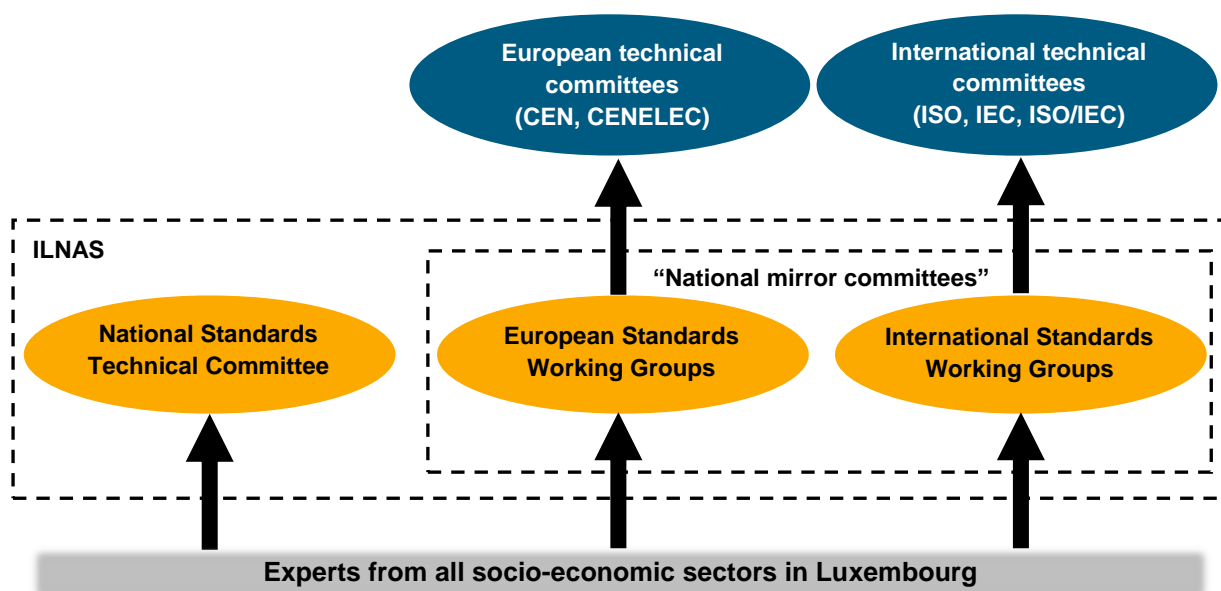 European technical
committees
(CEN, CENELEC)
International technical
committees
(ISO, IEC, ISO/IEC)
ILNAS
“National mirror committees”
National Standards
Technical Committee
European Standards
Working Groups
International Standards
Working Groups
Experts from all socio-economic sectors in Luxembourg